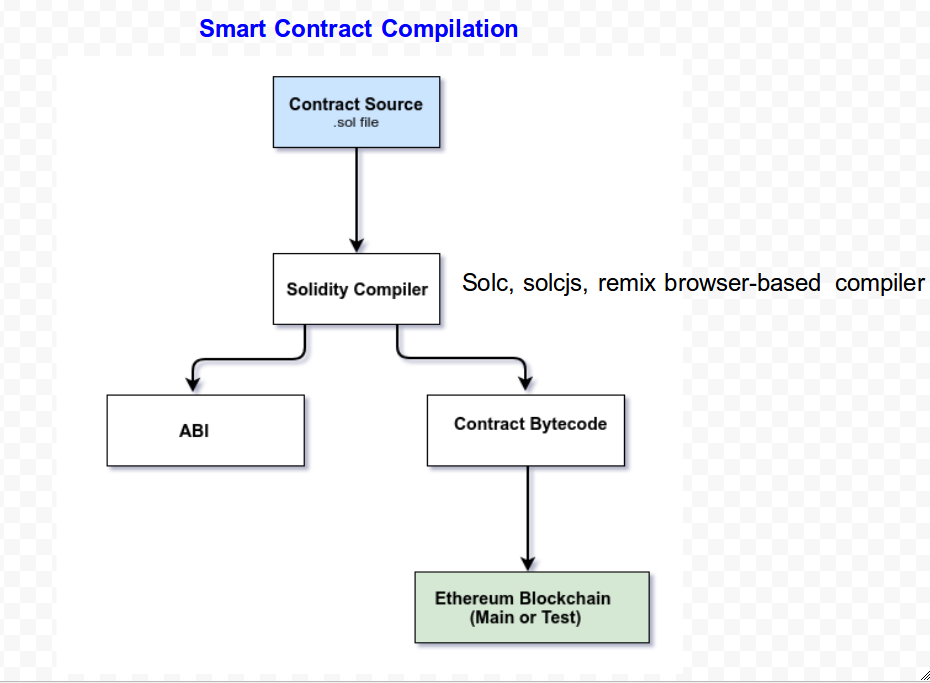 Smart Contract Compilation
Contract Source
.sol file
Solidity Compiler
Solc, solcjs, remix browser-based compiler
ABI
Contract Bytecode
Ethereum Blockchain
(Main or Test)